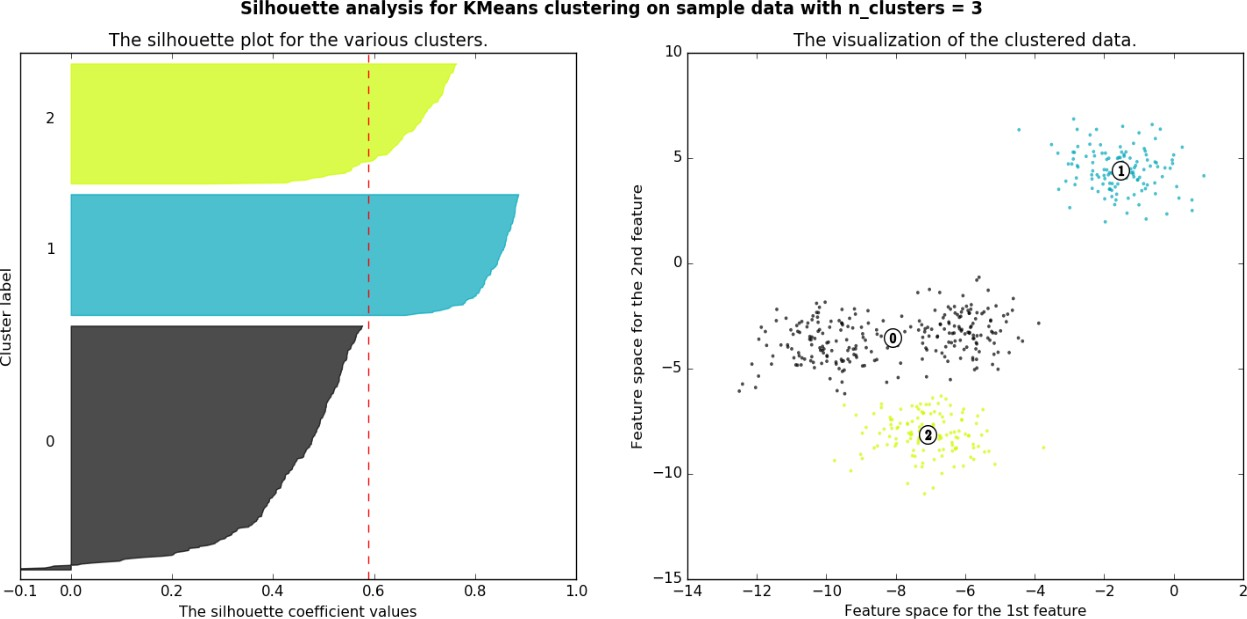 Silhouette analysis for KMeans clustering on sample data with n_clusters = 3
The silhouette plot for the various clusters.
Cluster label
2
1
0
−0.1 0.0 0.2 0.4 0.6 0.8 1.0
The silhouette coefficient values
The visualization of the clustered data.
Feature space for the 2nd feature
10
5
0
−5
−10
−15
1
0
2
−14 −12 −10 −8 −6 −4 −2 0 2
Feature space for the 1st feature